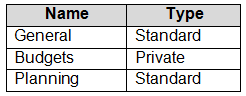 Name Type
General Standard
Budgets Private
Planning Standard